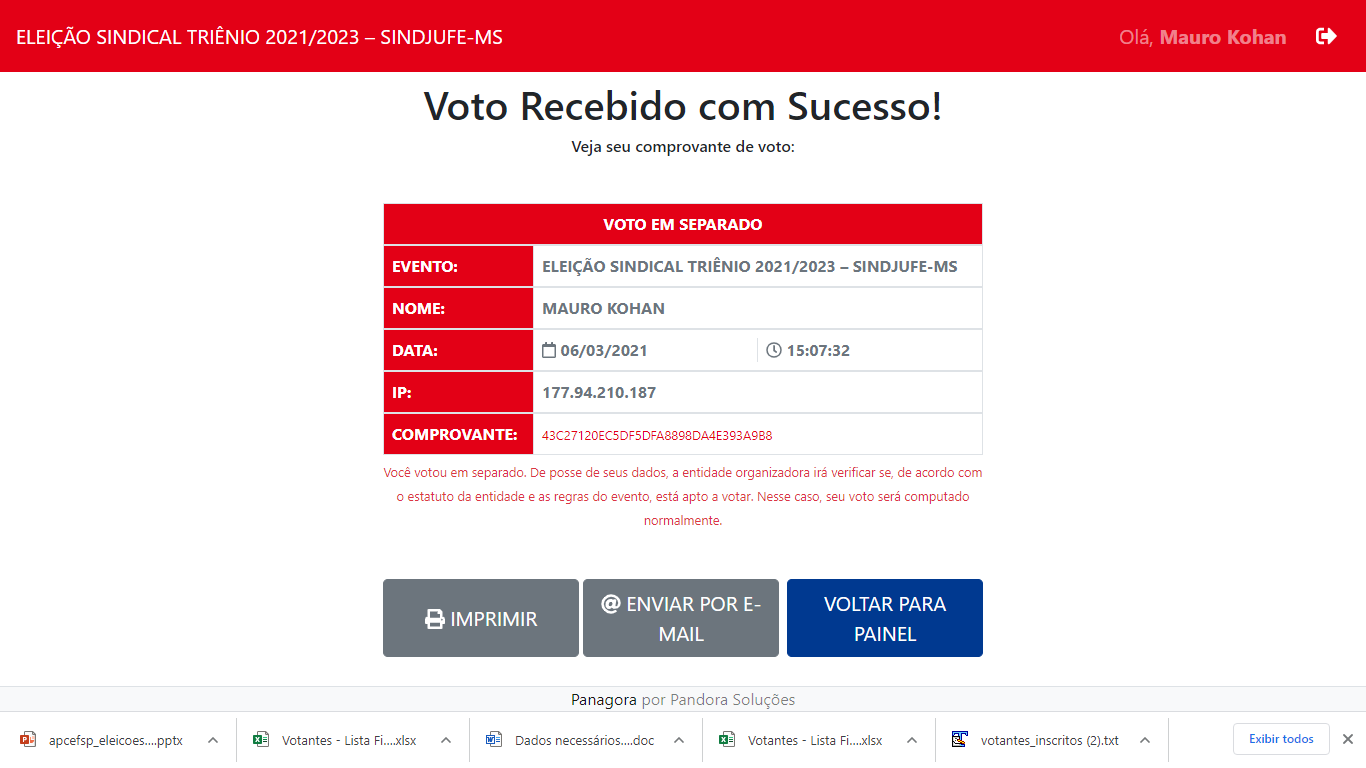 ELEIÇÃO SINDICAL TRIÊNIO 2021/2023 – SINDJUFE-MS
Olá, Mauro Kohan
Voto Recebido com Sucesso!
Veja seu comprovante de voto:
VOTO EM SEPARADO
EVENTO: ELEIÇÃO SINDICAL TRIÊNIO 2021/2023 – SINDJUFE-MS
NOME: MAURO KOHAN
DATA: 06/03/2021 15:07:32
IP: 177.94.210.187
COMPROVANTE: 43C27120EC5DF5DFA8898DA4E393A9B8
Você votou em separado. De posse de seus dados, a entidade organizadora irá verificar se, de acordo com
o estatuto da entidade e as regras do evento, está apto a votar. Nesse caso, seu voto será computado
normalmente.
IMPRIMIR
@ ENVIAR POR E-
MAIL
VOLTAR PARA
PAINEL
Panagora por Pandora Soluções
apcefsp_eleicoes....pptx
Votantes - Lista Fi....xlsx
Dados necessários....doc
Votantes - Lista Fi....xlsx
votantes_inscritos (2).txt
Exibir todos